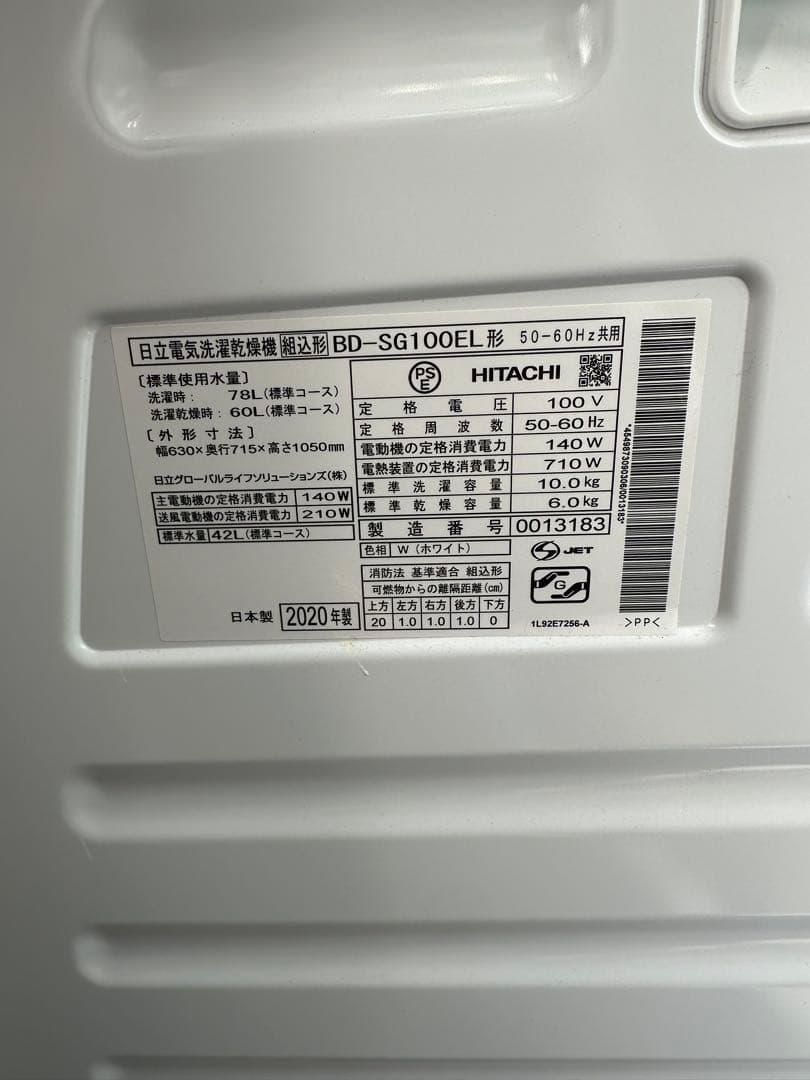 日立電気洗濯乾燥機 組込形 BD-SG100EL形 50-60Hz共用
〔標準使用水量〕
洗濯時： 78L(標準コース)
洗濯乾燥時： 60L(標準コース)
〔外形寸法〕
幅630×奥行715×高さ1050mm
日立グローバルライフソリューションズ(株)
主電動機の定格消費電力 140W
送風電動機の定格消費電力 210W
標準水量 42L(標準コース)
日本製 2020年製
PS E HITACHI
定格電圧 100V
定格周波数 50-60Hz
電動機の定格消費電力 140W
電熱装置の定格消費電力 710W
標準洗濯容量 10.0kg
標準乾燥容量 6.0kg
製造番号 0013183
色相 W（ホワイト）
消防法 基準適合 組込形
可燃物からの離隔距離(cm)
上方 左方 右方 後方 下方
20 1.0 1.0 1.0 0
S JET
G
1L92E7256-A
>PP<